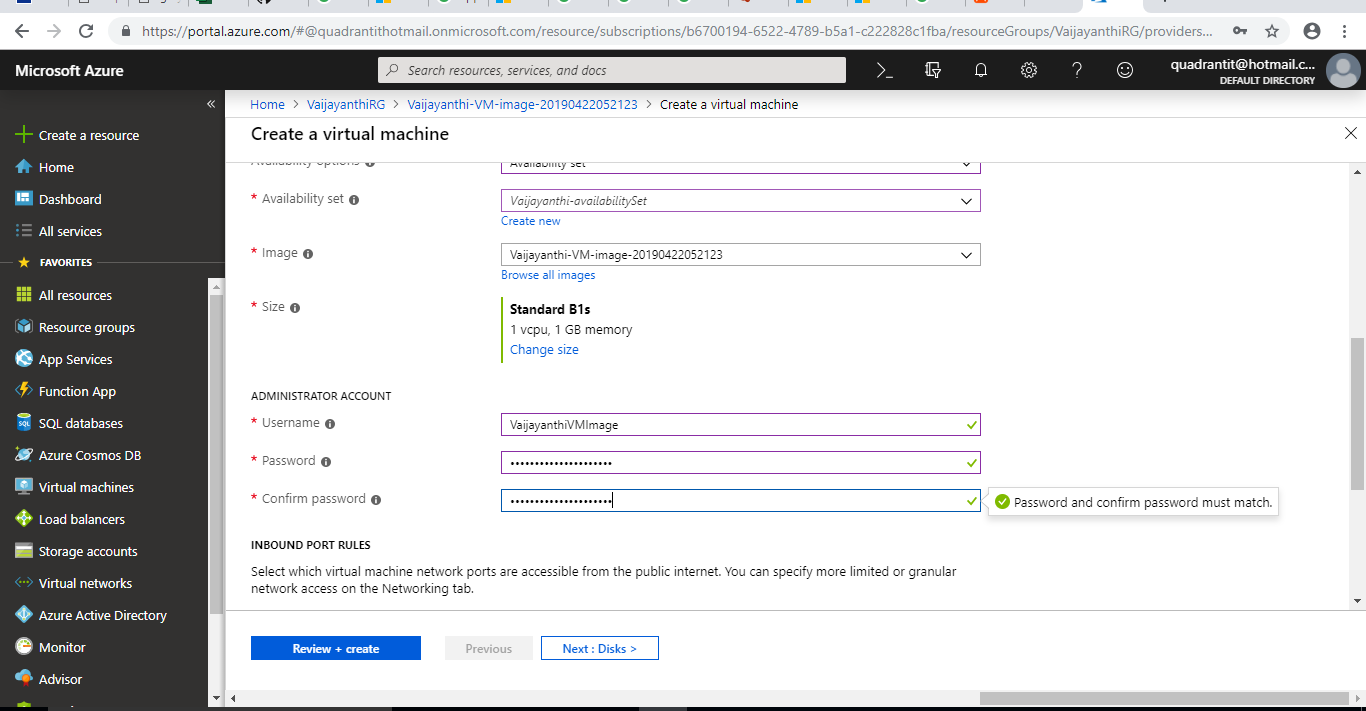 https://portal.azure.com/#@quadrantithotmail.onmicrosoft.com/resource/subscriptions/b6700194-6522-4789-b5a1-c222828c1fba/resourceGroups/VaijayanthiRG/providers...
Microsoft Azure
Search resources, services, and docs
quadrantit@hotmail.c...
DEFAULT DIRECTORY
«
Create a resource
Home
Dashboard
All services
FAVORITES
All resources
Resource groups
App Services
Function App
SQL databases
Azure Cosmos DB
Virtual machines
Load balancers
Storage accounts
Virtual networks
Azure Active Directory
Monitor
Advisor
Home > VaijayanthiRG > Vaijayanthi-VM-image-20190422052123 > Create a virtual machine
Create a virtual machine
Availability options
Availability set
* Availability set
Vaijayanthi-availabilitySet
Create new
* Image
Vaijayanthi-VM-image-20190422052123
Browse all images
* Size
Standard B1s
1 vcpu, 1 GB memory
Change size
ADMINISTRATOR ACCOUNT
* Username
VaijayanthiVMImage
* Password
* Confirm password
Password and confirm password must match.
INBOUND PORT RULES
Select which virtual machine network ports are accessible from the public internet. You can specify more limited or granular
network access on the Networking tab.
Review + create
Previous
Next : Disks >